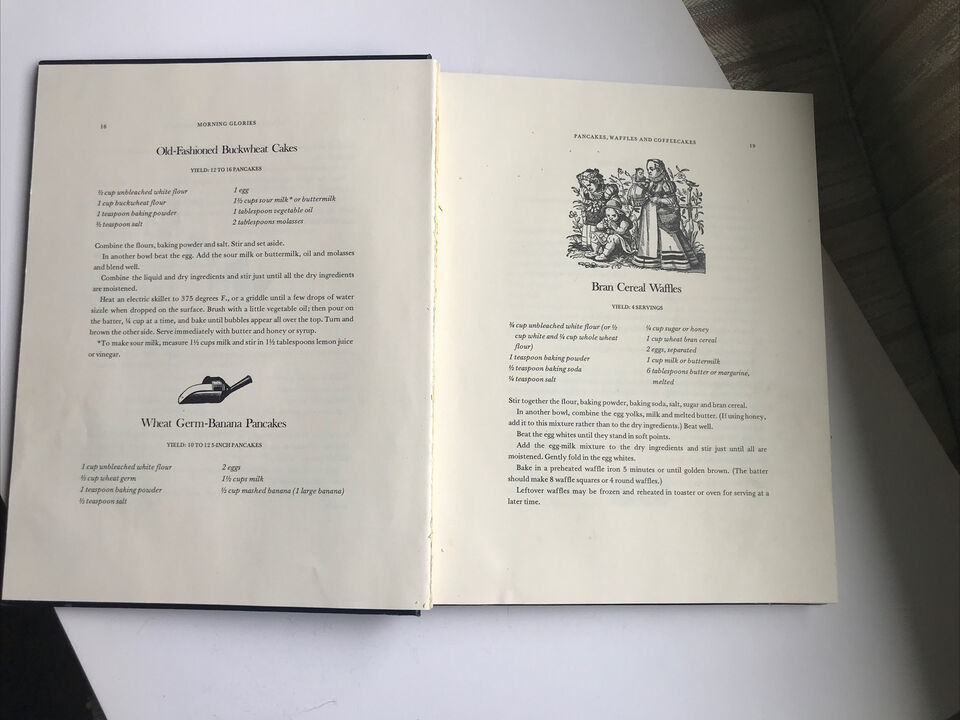 16
MORNING GLORIES
Old-Fashioned Buckwheat Cakes
YIELD: 12 TO 16 PANCAKES
½ cup unbleached white flour
1 cup buckwheat flour
1 teaspoon baking powder
½ teaspoon salt
1 egg
1½ cups sour milk* or buttermilk
1 tablespoon vegetable oil
2 tablespoons molasses
Combine the flours, baking powder and salt. Stir and set aside.
In another bowl beat the egg. Add the sour milk or buttermilk, oil and molasses
and blend well.
Combine the liquid and dry ingredients and stir just until all the dry ingredients
are moistened.
Heat an electric skillet to 375 degrees F., or a griddle until a few drops of water
sizzle when dropped on the surface. Brush with a little vegetable oil; then pour on
the batter, ¼ cup at a time, and bake until bubbles appear all over the top. Turn and
brown the other side. Serve immediately with butter and honey or syrup.
*To make sour milk, measure 1½ cups milk and stir in 1½ tablespoons lemon juice
or vinegar.
Wheat Germ-Banana Pancakes
YIELD: 10 TO 12 5-INCH PANCAKES
1 cup unbleached white flour
½ cup wheat germ
1 teaspoon baking powder
½ teaspoon salt
2 eggs
1½ cups milk
½ cup mashed banana (1 large banana)
PANCAKES, WAFFLES AND COFFEECAKES
19
Bran Cereal Waffles
YIELD: 4 SERVINGS
¾ cup unbleached white flour (or ½
cup white and ¼ cup whole wheat
flour)
1 teaspoon baking powder
½ teaspoon baking soda
¼ teaspoon salt
¼ cup sugar or honey
1 cup wheat bran cereal
2 eggs, separated
1 cup milk or buttermilk
6 tablespoons butter or margarine,
melted
Stir together the flour, baking powder, baking soda, salt, sugar and bran cereal.
In another bowl, combine the egg yolks, milk and melted butter. (If using honey,
add it to this mixture rather than to the dry ingredients.) Beat well.
Beat the egg whites until they stand in soft points.
Add the egg-milk mixture to the dry ingredients and stir just until all are
moistened. Gently fold in the egg whites.
Bake in a preheated waffle iron 5 minutes or until golden brown. (The batter
should make 8 waffle squares or 4 round waffles.)
Leftover waffles may be frozen and reheated in toaster or oven for serving at a
later time.